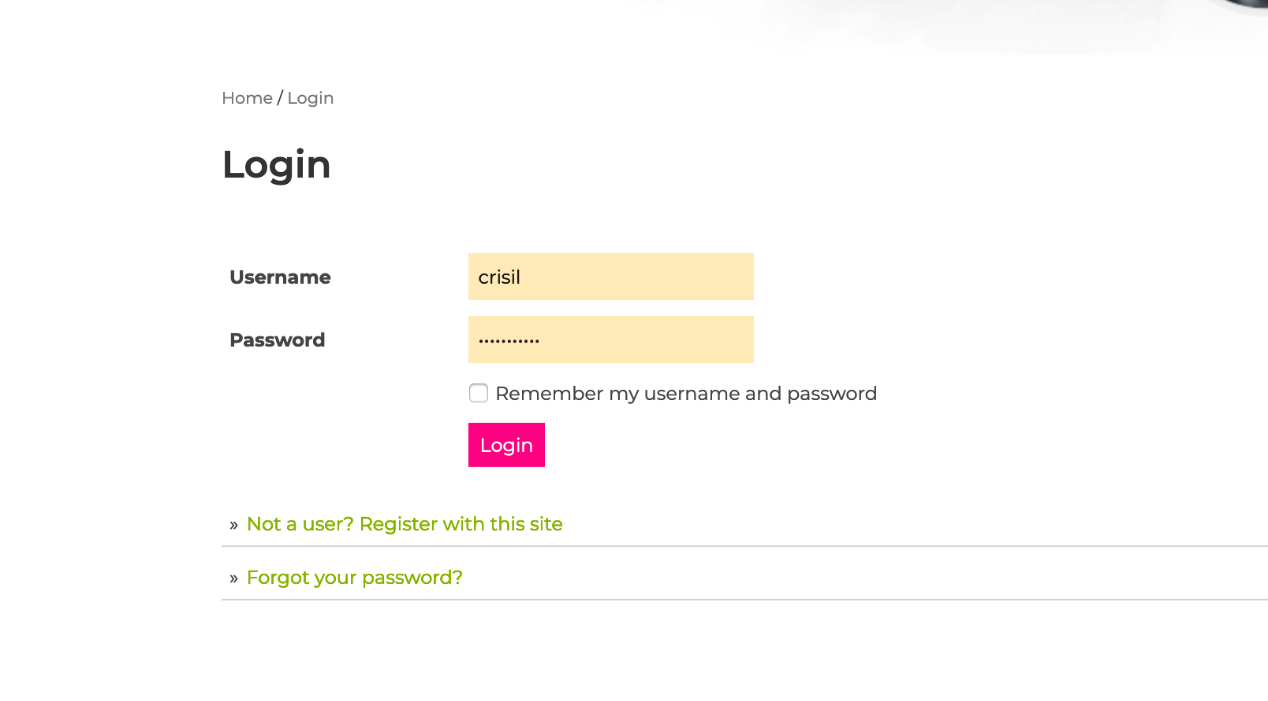 Home / Login
Login
Username
crisil
Password
•••••••••••
Remember my username and password
Login
» Not a user? Register with this site
» Forgot your password?